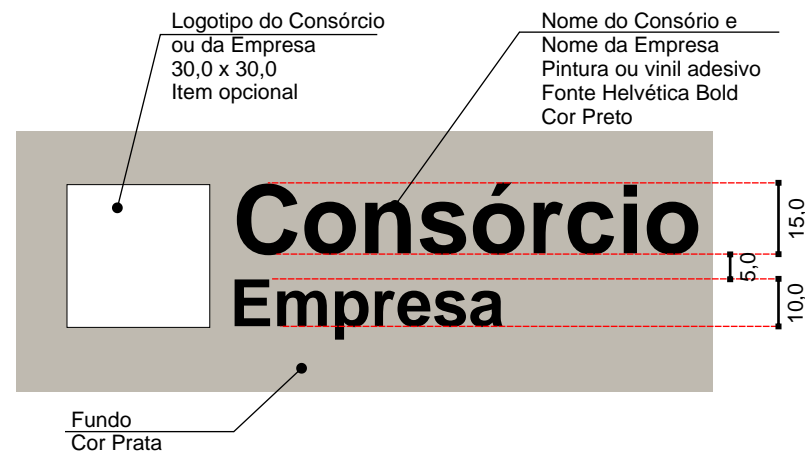 Logotipo do Consórcio
ou da Empresa
30,0 x 30,0
Item opcional
Nome do Consório e
Nome da Empresa
Pintura ou vinil adesivo
Fonte Helvética Bold
Cor Preto
Consórcio
Empresa
15,0
5,0
10,0
Fundo
Cor Prata